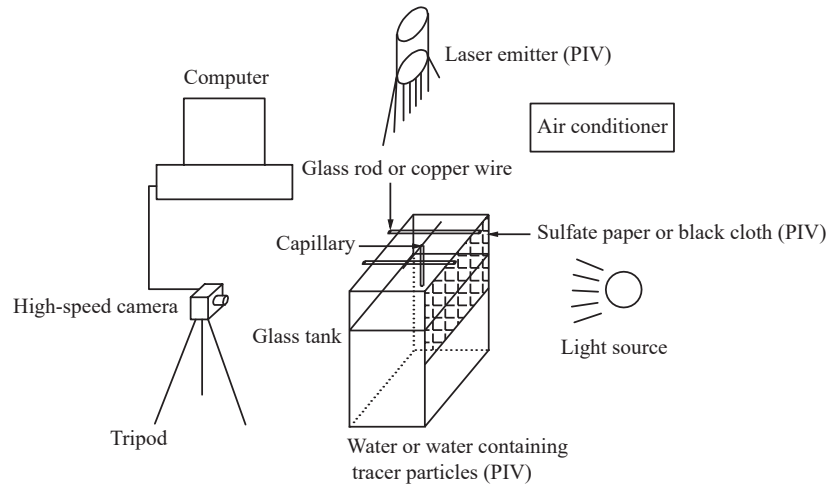 Laser emitter (PIV)
Computer
Air conditioner
Glass rod or copper wire
Capillary
Sulfate paper or black cloth (PIV)
High-speed camera
Glass tank
Light source
Tripod
Water or water containing
tracer particles (PIV)